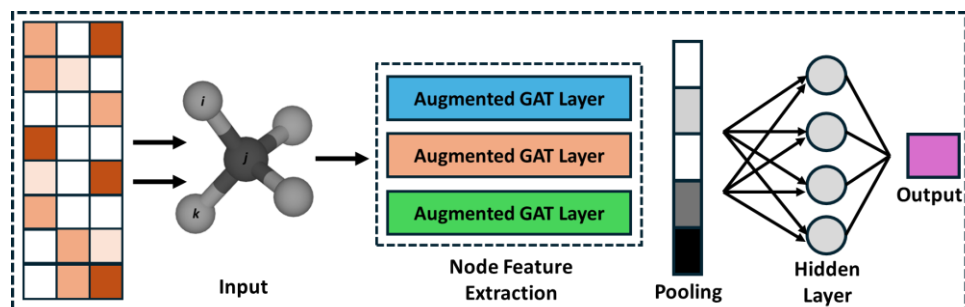 i
j
k
Input
Augmented GAT Layer
Augmented GAT Layer
Augmented GAT Layer
Node Feature
Extraction
Pooling
Hidden
Layer
Output